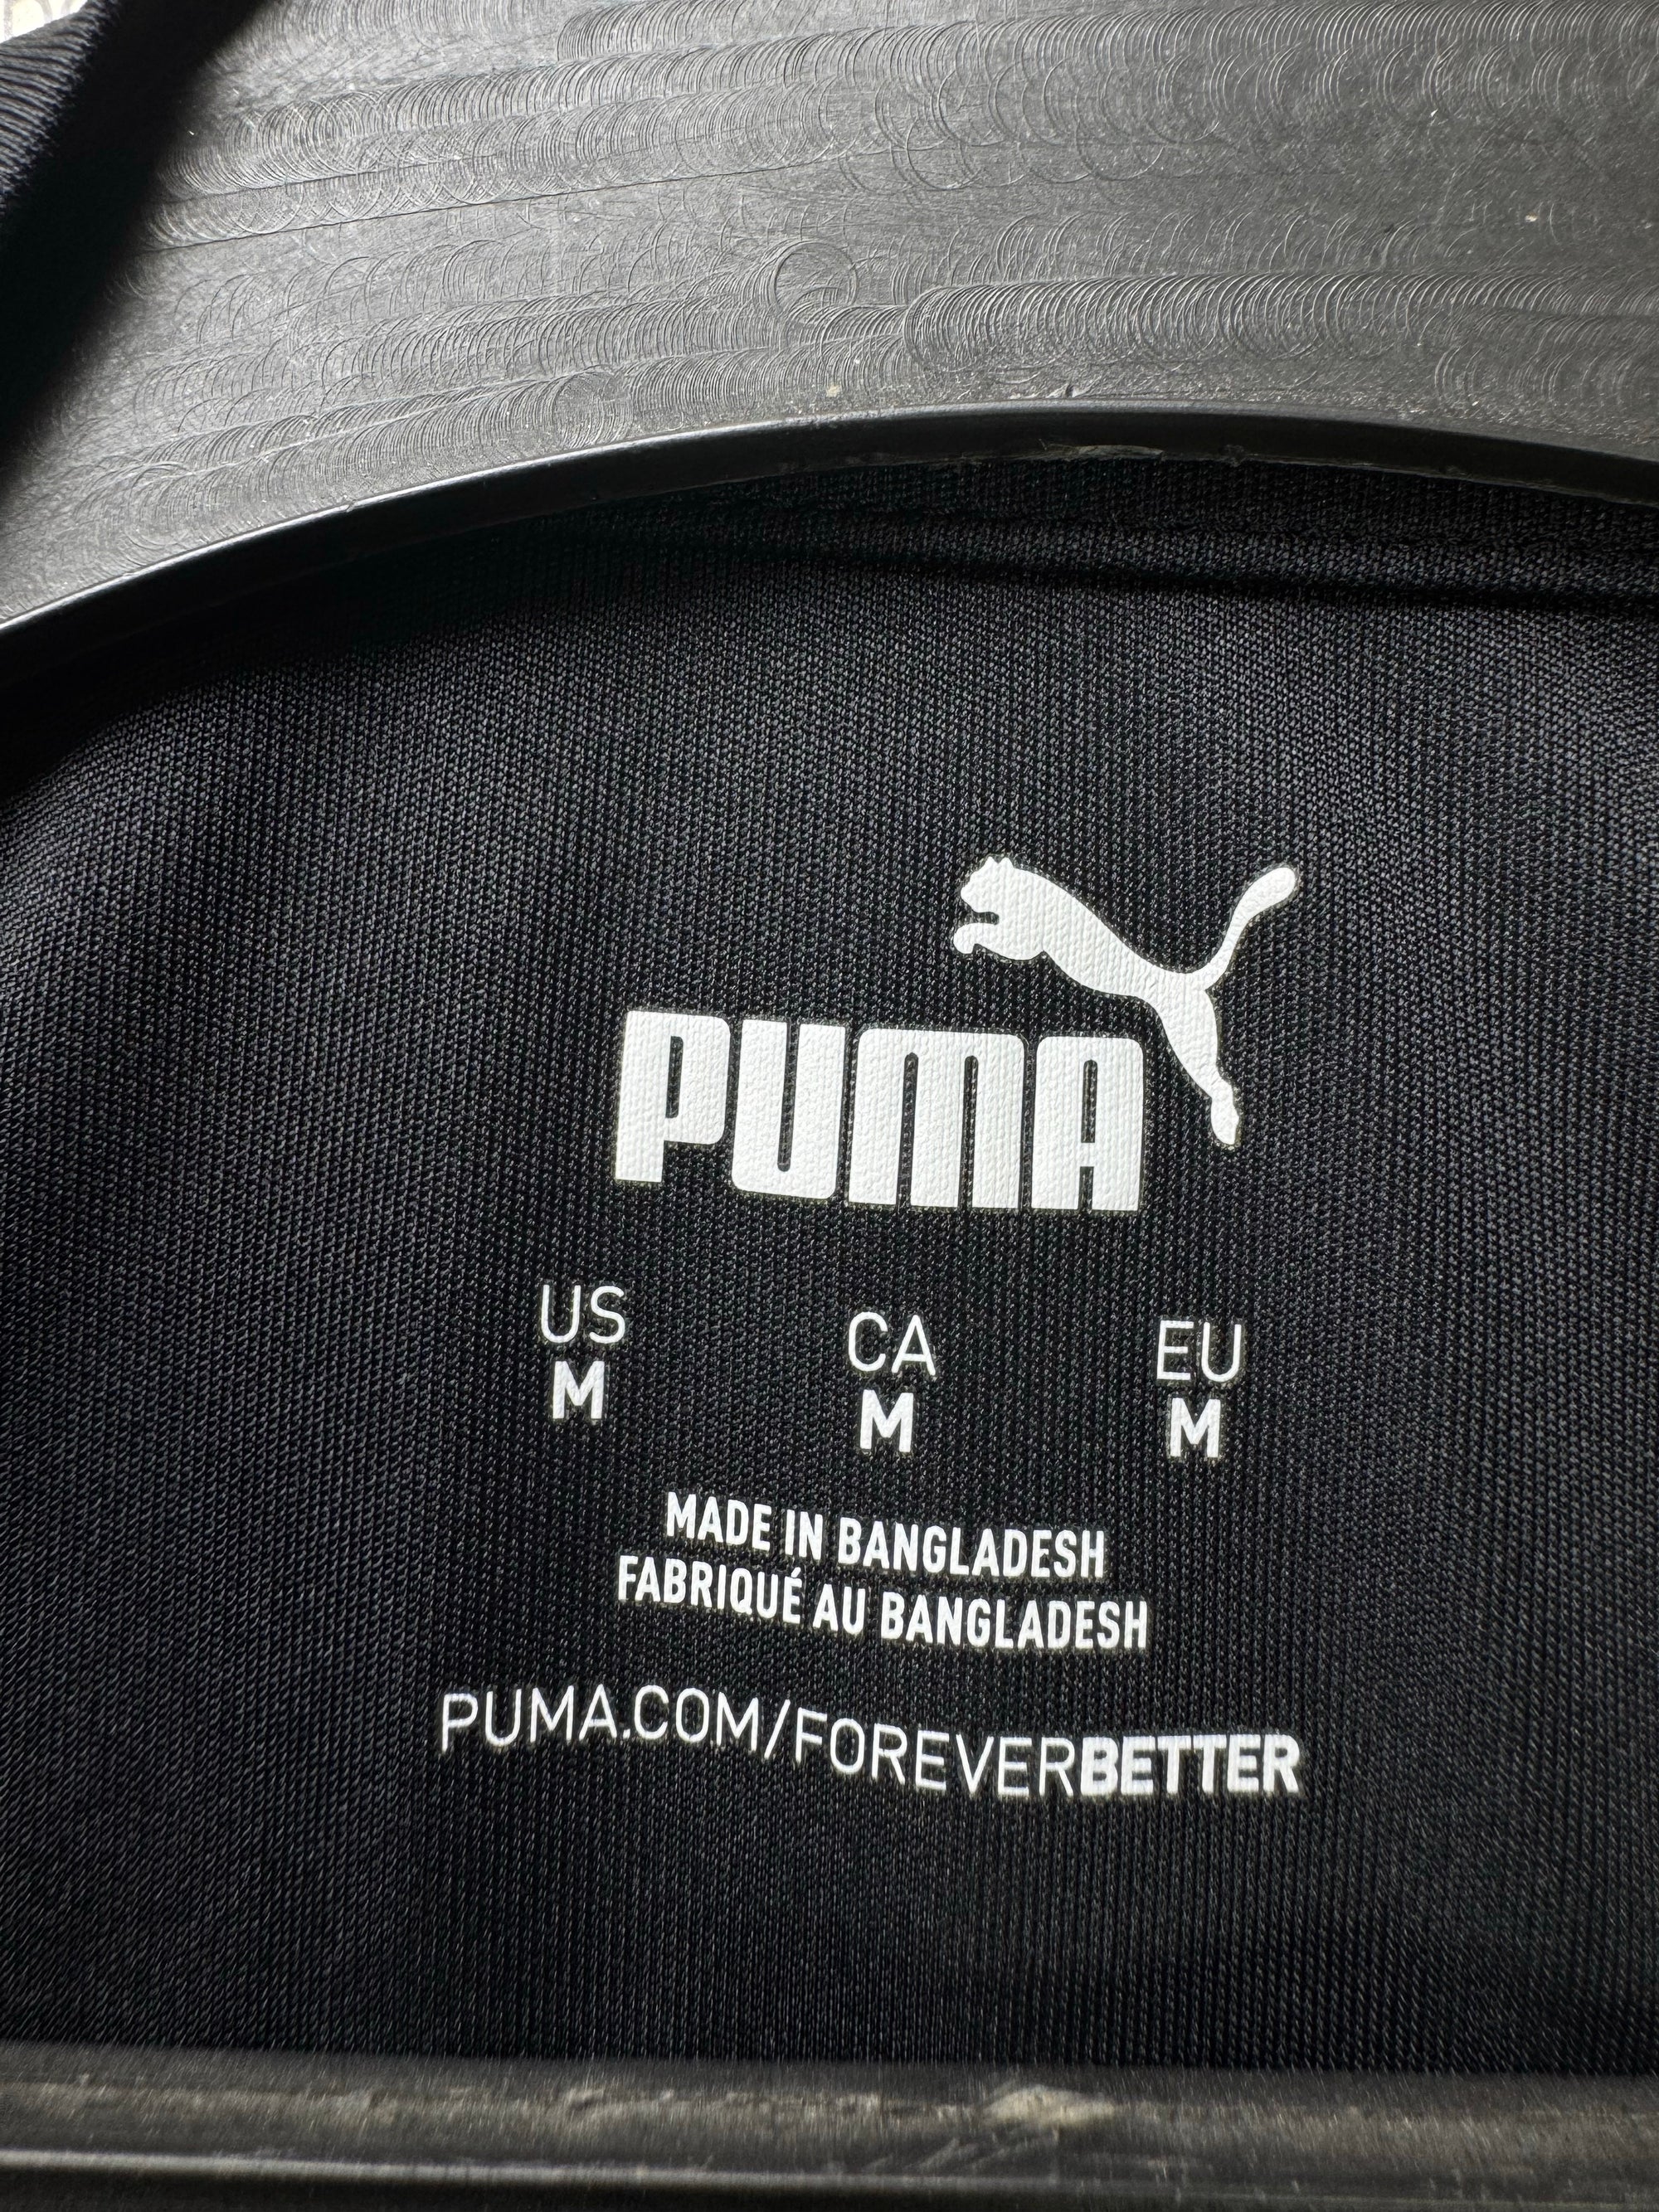 PUMA
US CA EU
M M M
MADE IN BANGLADESH
FABRIQUÉ AU BANGLADESH
PUMA.COM/FOREVERBETTER